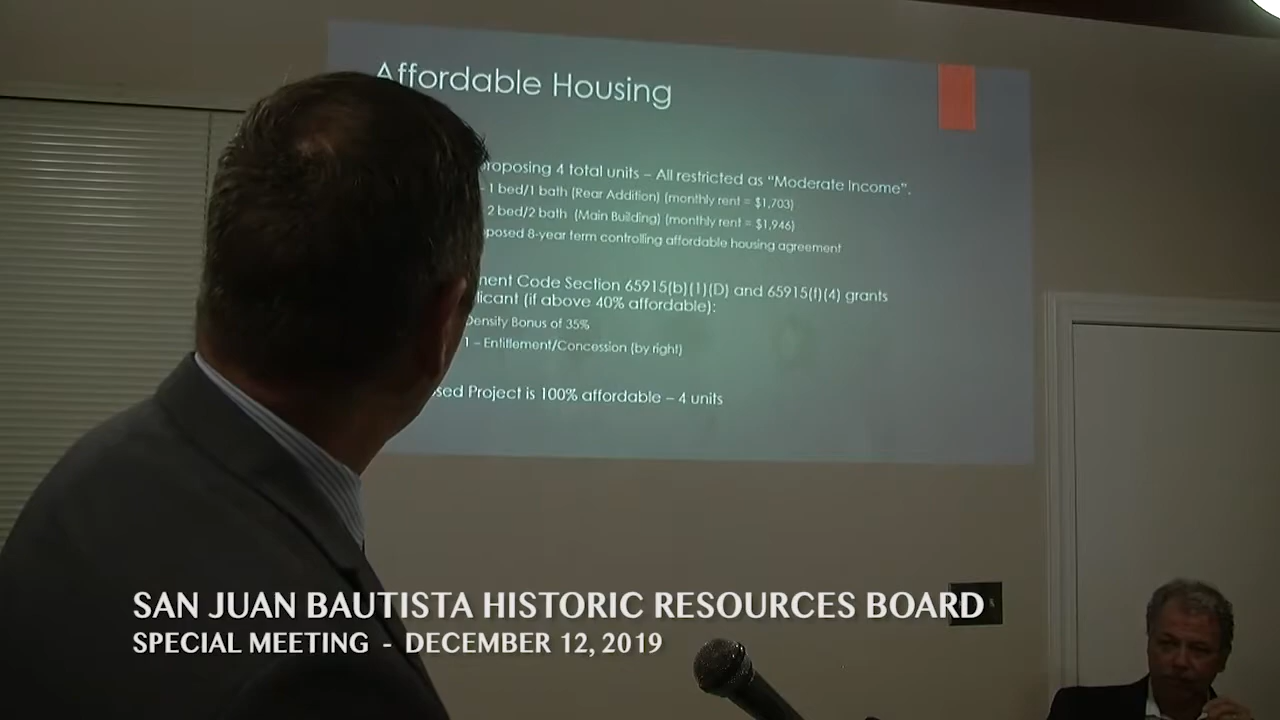 Affordable Housing
roposing 4 total units – All restricted as “Moderate Income”.
- 1 bed/1 bath (Rear Addition) (monthly rent = $1,703)
2 bed/2 bath (Main Building) (monthly rent = $1,946)
posed 8-year term controlling affordable housing agreement
ment Code Section 65915(b)(1)(D) and 65915(f)(4) grants
licant (if above 40% affordable):
Density Bonus of 35%
1 – Entitlement/Concession (by right)
sed Project is 100% affordable – 4 units
SAN JUAN BAUTISTA HISTORIC RESOURCES BOARD
SPECIAL MEETING - DECEMBER 12, 2019